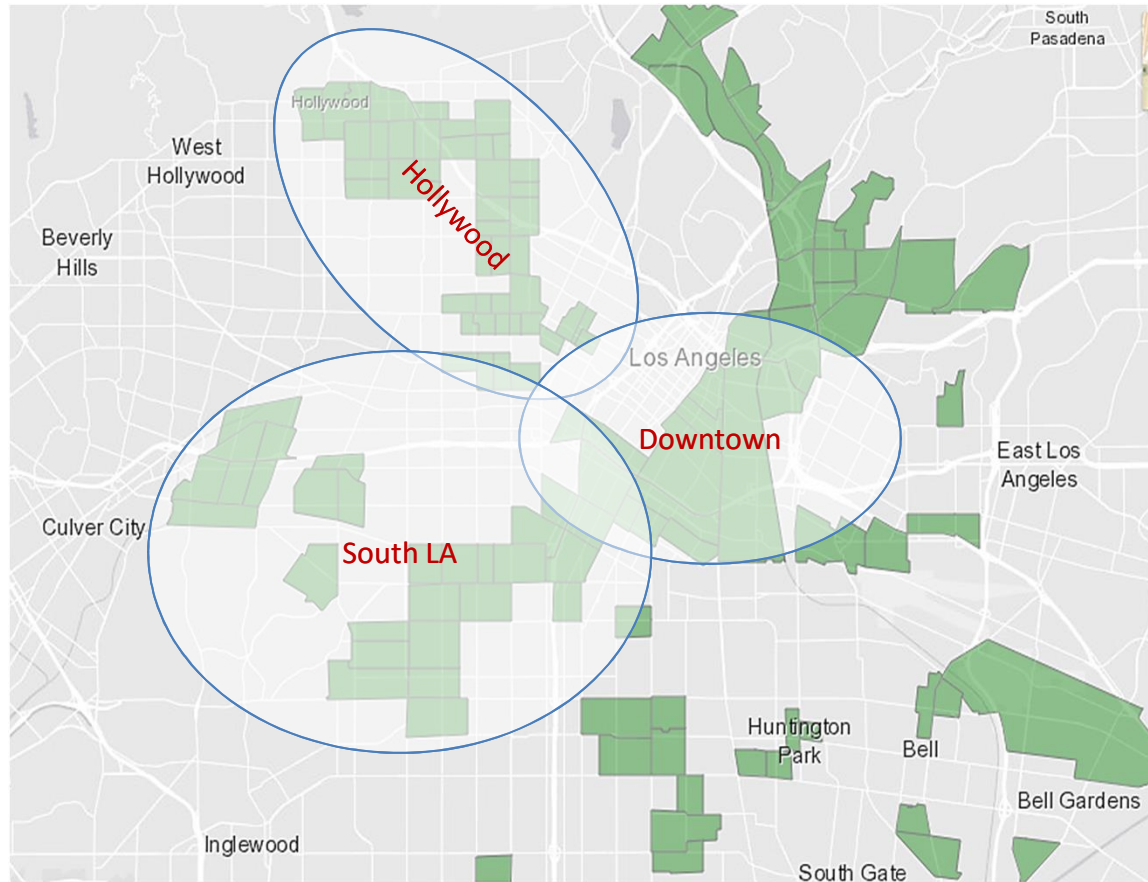 South
Pasadena
Hollywood
West
Hollywood
Hollywood
Beverly
Hills
Los Angeles
Downtown
East Los
Angeles
Culver City
South LA
Huntington
Park
Bell
Bell Gardens
Inglewood
South Gate